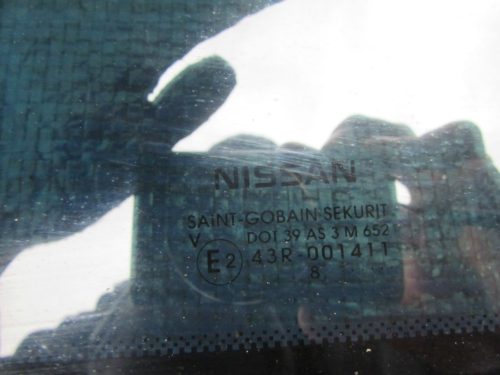 NISSAN
SAINT-GOBAIN SEKURIT
V DOT 39 AS 3 M 652
E2 43R-001411
8